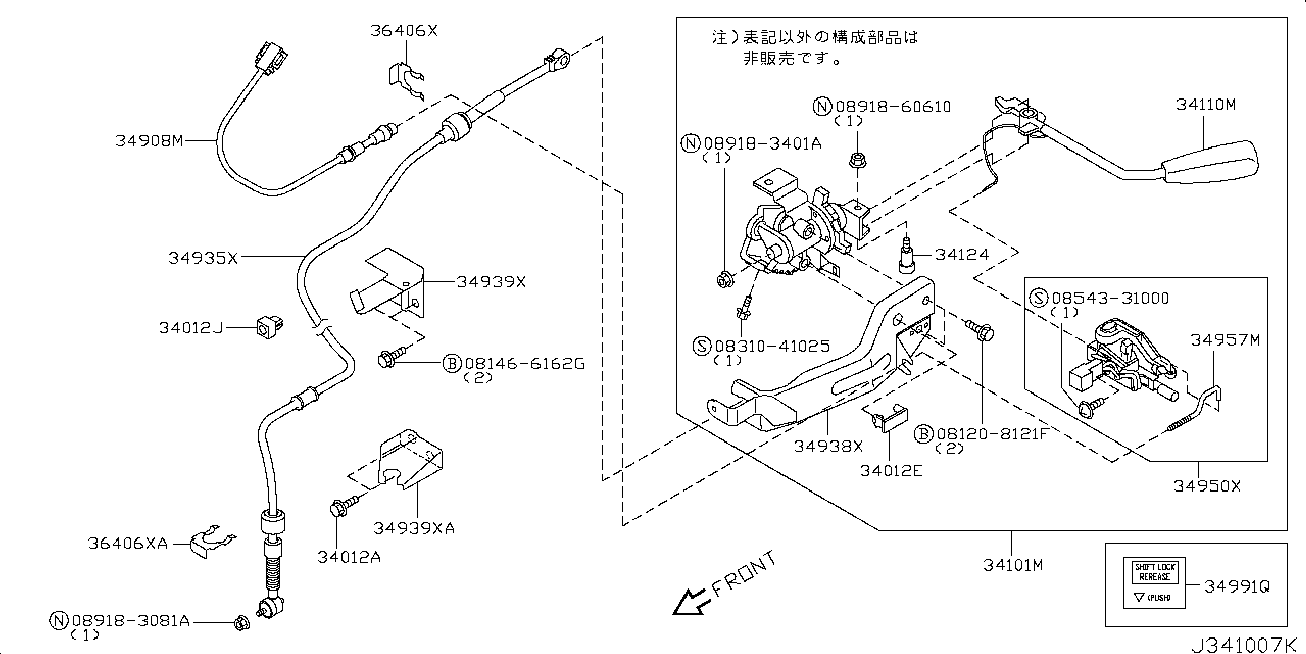 36406X
注）表記以外の構成部品は
非販売です。
34908M
N08918-60610
(1)
34110M
N08918-3401A
(1)
34935X
34939X
34124
S08543-31000
(1)
34012J
34957M
B08146-6162G
(2)
S08310-41025
(1)
34938X
B08120-8121F
(2)
34012E
34950X
34939XA
36406XA
34012A
34101M
FRONT
SHIFT LOCK
REREASE
(PUSH)
34991Q
N08918-3081A
(1)
J341007K